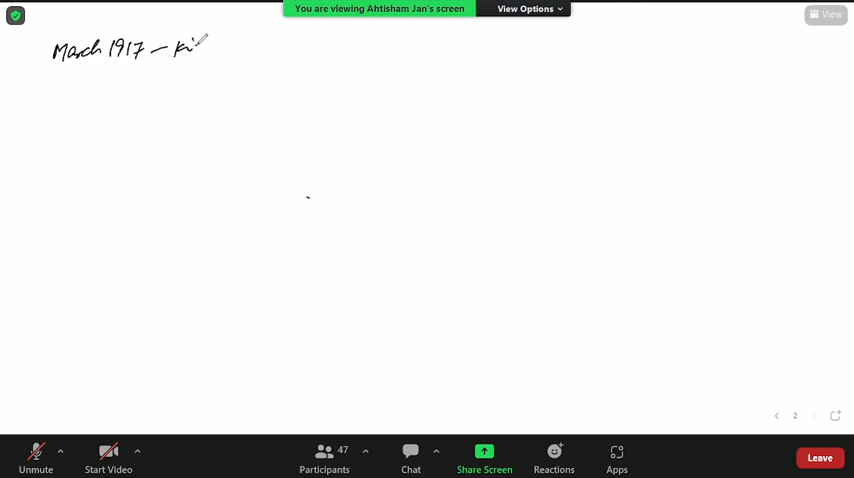 You are viewing Ahtisham Jan's screen
View Options
View
March 1917 – Ki
2
47
Unmute
Start Video
Participants
Chat
Share Screen
Reactions
Apps
Leave